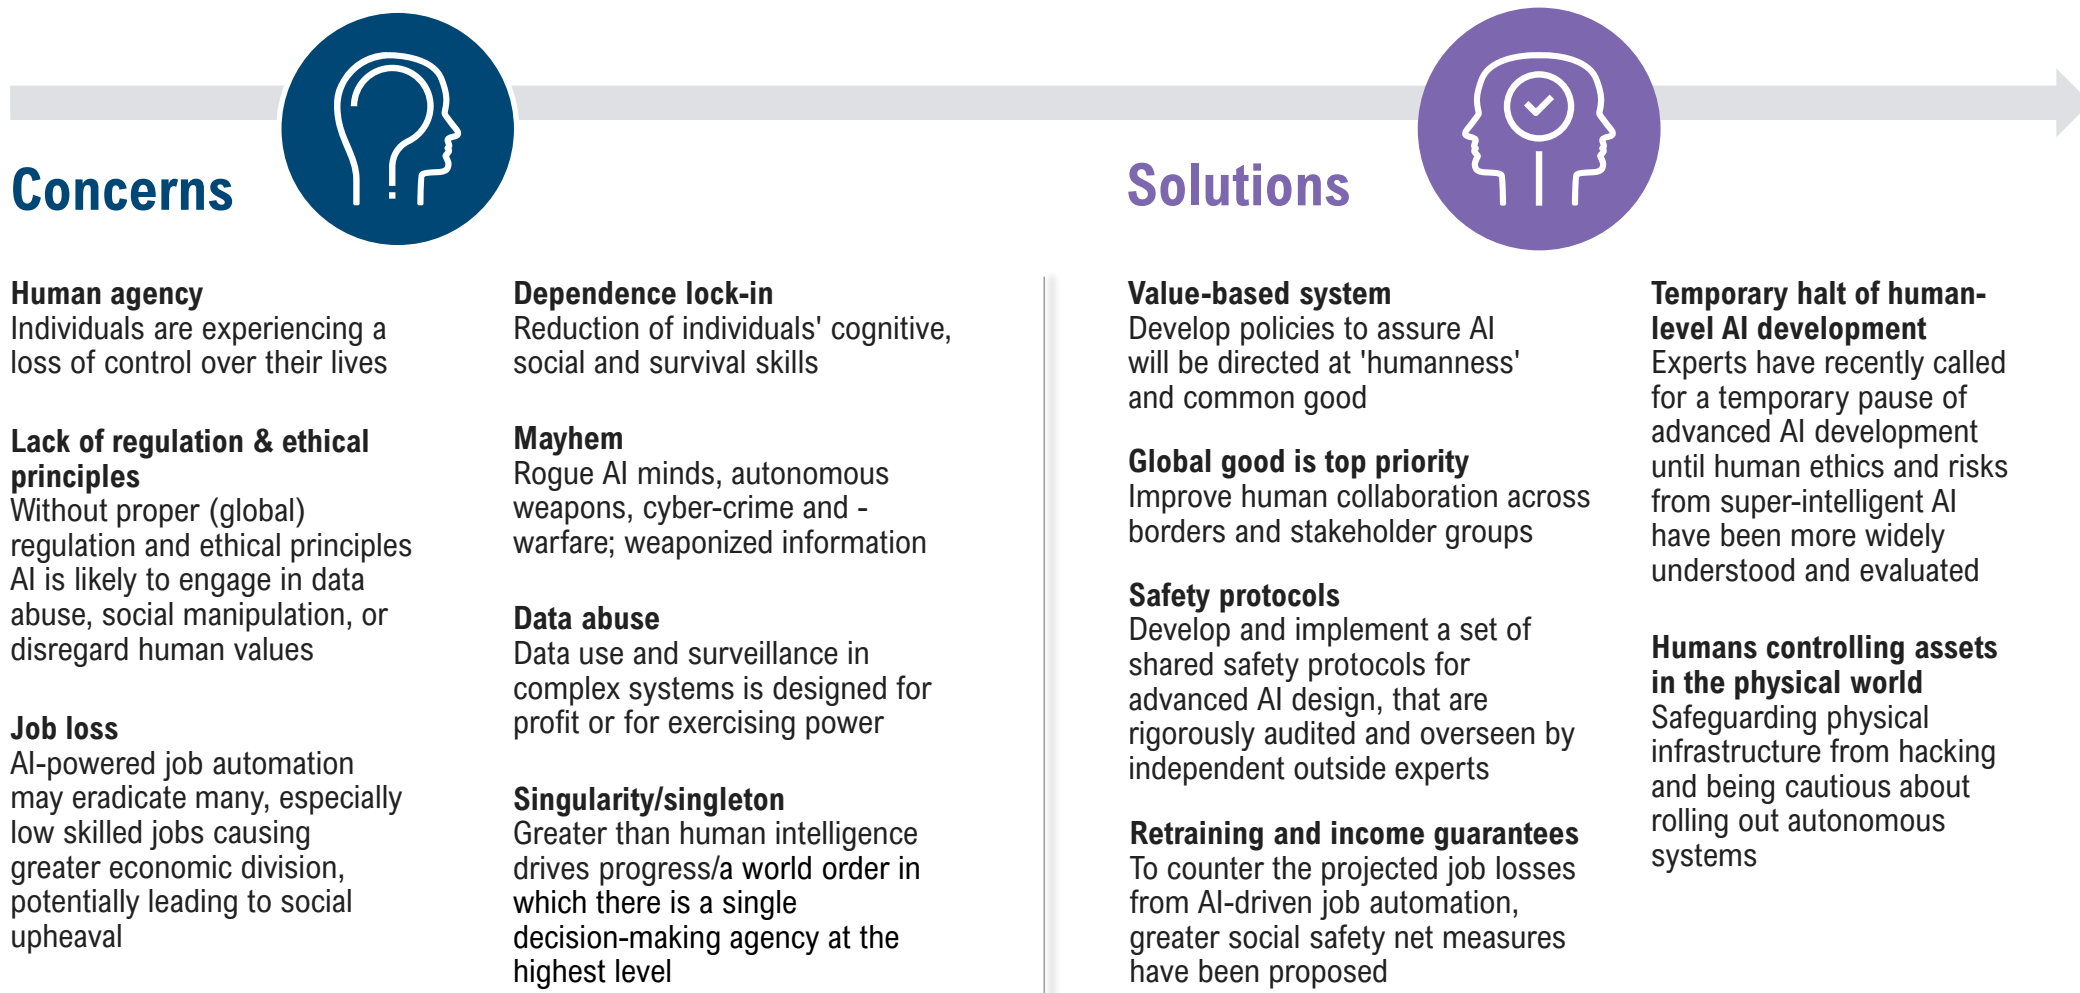 Concerns
Human agency
Individuals are experiencing a
loss of control over their lives
Lack of regulation & ethical
principles
Without proper (global)
regulation and ethical principles
AI is likely to engage in data
abuse, social manipulation, or
disregard human values
Job loss
AI-powered job automation
may eradicate many, especially
low skilled jobs causing
greater economic division,
potentially leading to social
upheaval
Dependence lock-in
Reduction of individuals' cognitive,
social and survival skills
Mayhem
Rogue AI minds, autonomous
weapons, cyber-crime and -
warfare; weaponized information
Data abuse
Data use and surveillance in
complex systems is designed for
profit or for exercising power
Singularity/singleton
Greater than human intelligence
drives progress/a world order in
which there is a single
decision-making agency at the
highest level
Solutions
Value-based system
Develop policies to assure AI
will be directed at 'humanness'
and common good
Global good is top priority
Improve human collaboration across
borders and stakeholder groups
Safety protocols
Develop and implement a set of
shared safety protocols for
advanced AI design, that are
rigorously audited and overseen by
independent outside experts
Retraining and income guarantees
To counter the projected job losses
from AI-driven job automation,
greater social safety net measures
have been proposed
Temporary halt of human-
level AI development
Experts have recently called
for a temporary pause of
advanced AI development
until human ethics and risks
from super-intelligent AI
have been more widely
understood and evaluated
Humans controlling assets
in the physical world
Safeguarding physical
infrastructure from hacking
and being cautious about
rolling out autonomous
systems